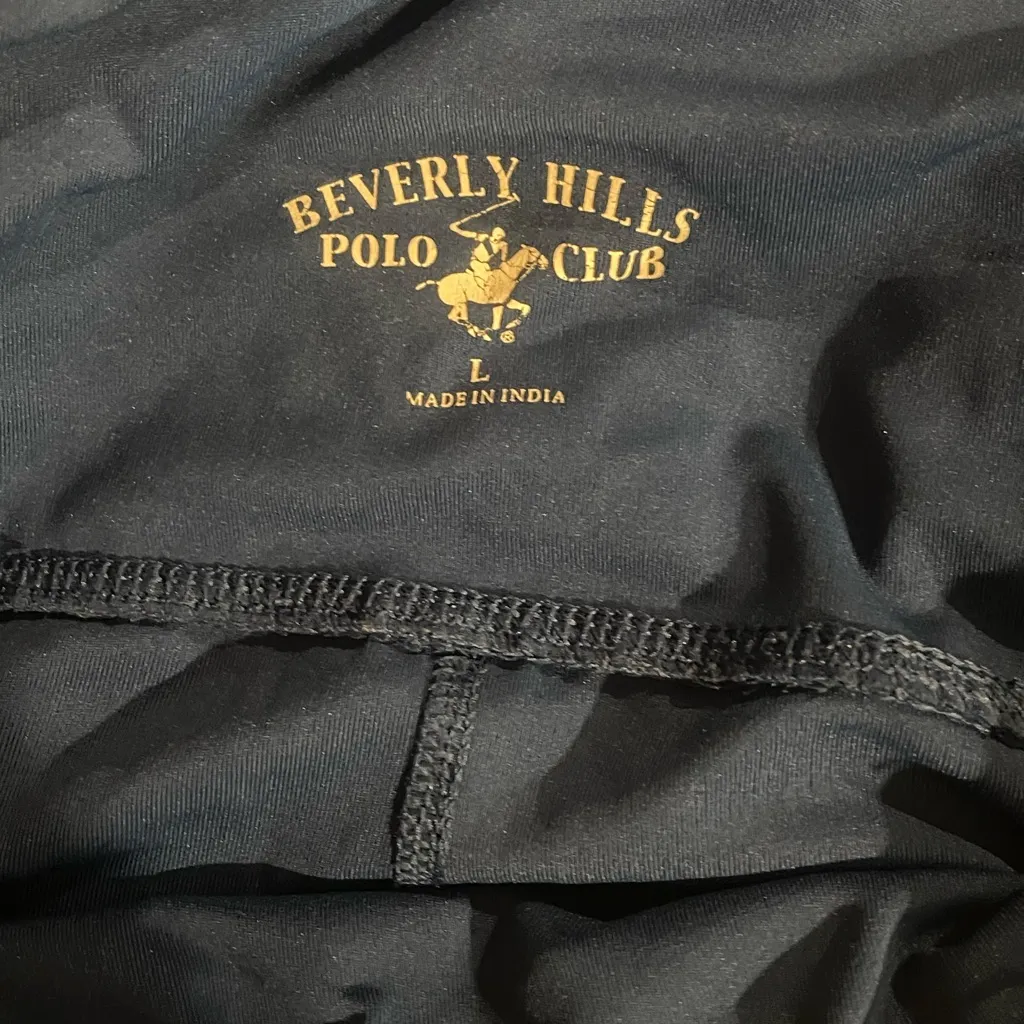 BEVERLY HILLS
POLO CLUB
®
L
MADE IN INDIA